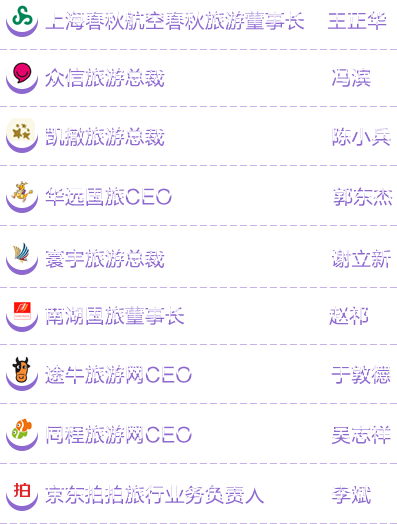 上海春秋航空春秋旅游董事长 王正华
众信旅游总裁 冯滨
凯撒旅游总裁 陈小兵
华远国旅CEO 郭东杰
寰宇旅游总裁 谢立新
南湖国旅董事长 赵祁
途牛旅游网CEO 于敦德
同程旅游网CEO 吴志祥
拍 京东拍拍旅行业务负责人 李斌